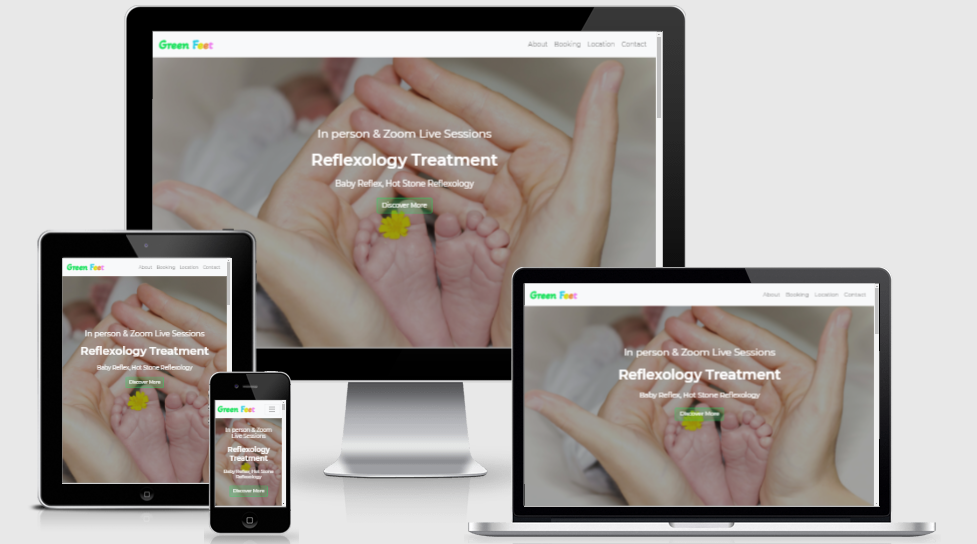 Green Feet
About Booking Location Contact
In person & Zoom Live Sessions
Reflexology Treatment
Baby Reflex, Hot Stone Reflexology
Discover More
Green Feet
About Booking Location Contact
In person & Zoom Live Sessions
Reflexology Treatment
Baby Reflex, Hot Stone Reflexology
Discover More
Green Feet
In person & Zoom
Live Sessions
Reflexology
Treatment
Baby Reflex, Hot Stone
Reflexology
Discover More
Green Feet
About Booking Location Contact
In person & Zoom Live Sessions
Reflexology Treatment
Baby Reflex, Hot Stone Reflexology
Discover More